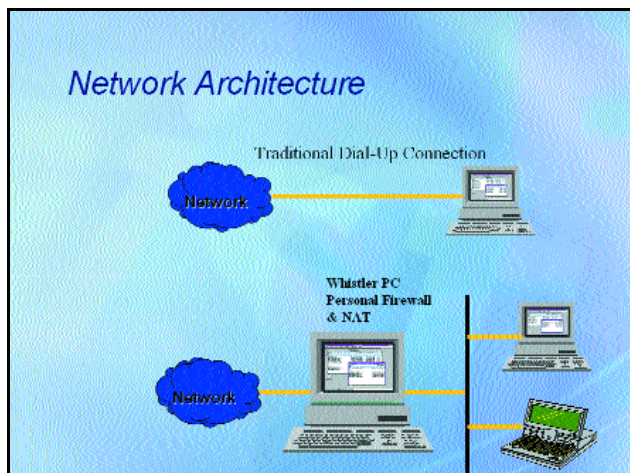 Network Architecture
Traditional Dial-Up Connection
Network
Whistler PC
Personal Firewall
& NAT
Network